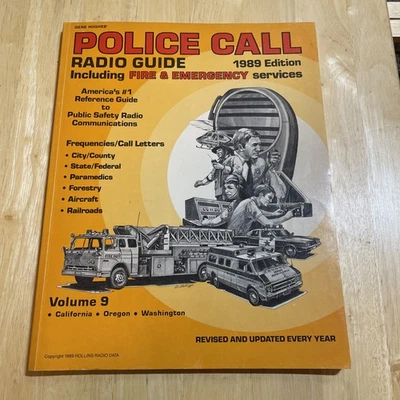 GENE HUGHES'
POLICE CALL
RADIO GUIDE 1989 Edition
Including FIRE & EMERGENCY services
America's #1
Reference Guide
to
Public Safety Radio
Communications
Frequencies/Call Letters
• City/County
• State/Federal
• Paramedics
• Forestry
• Aircraft
• Railroads
Volume 9
• California • Oregon • Washington
REVISED AND UPDATED EVERY YEAR
Copyright 1989 HOLLINS RADIO DATA